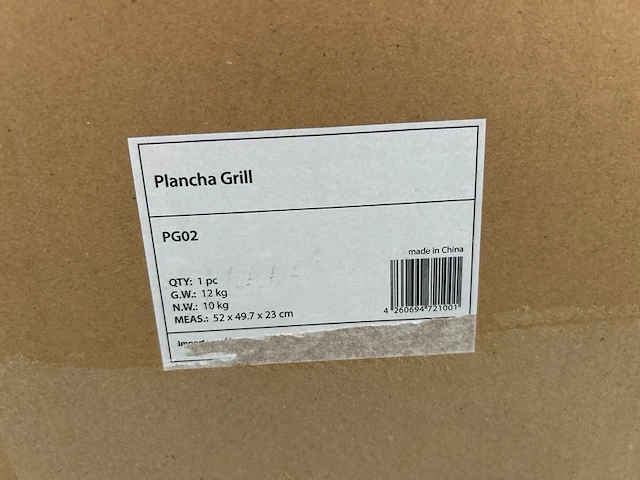 Plancha Grill
PG02
made in China
QTY: 1 pc
G.W.: 12 kg
N.W.: 10 kg
MEAS.: 52 x 49.7 x 23 cm
4 260694 721001